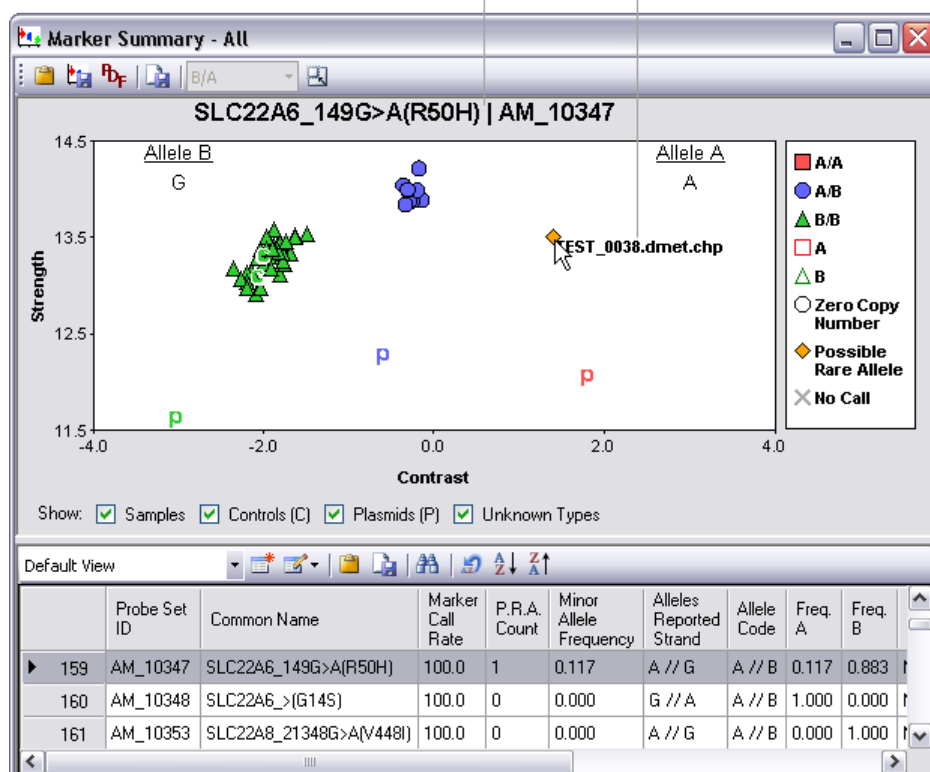 Marker Summary - All
PDF B/A
SLC22A6_149G>A(R50H) | AM_10347
14.5
13.5
12.5
11.5
Strength
Allele B
G
Allele A
A
TEST_0038.dmet.chp
C
C
p
p
p
-4.0 -2.0 0.0 2.0 4.0
Contrast
A/A
A/B
B/B
A
B
Zero Copy
Number
Possible
Rare Allele
No Call
Show: Samples Controls (C) Plasmids (P) Unknown Types
Default View
Probe Set ID Common Name Marker Call Rate P.R.A. Count Minor Allele Frequency Alleles Reported Strand Allele Code Freq. A Freq. B
159 AM_10347 SLC22A6_149G>A(R50H) 100.0 1 0.117 A // G A // B 0.117 0.883
160 AM_10348 SLC22A6_>(G14S) 100.0 0 0.000 G // A A // B 1.000 0.000
161 AM_10353 SLC22A8_21348G>A(V448I) 100.0 0 0.000 A // G A // B 0.000 1.000